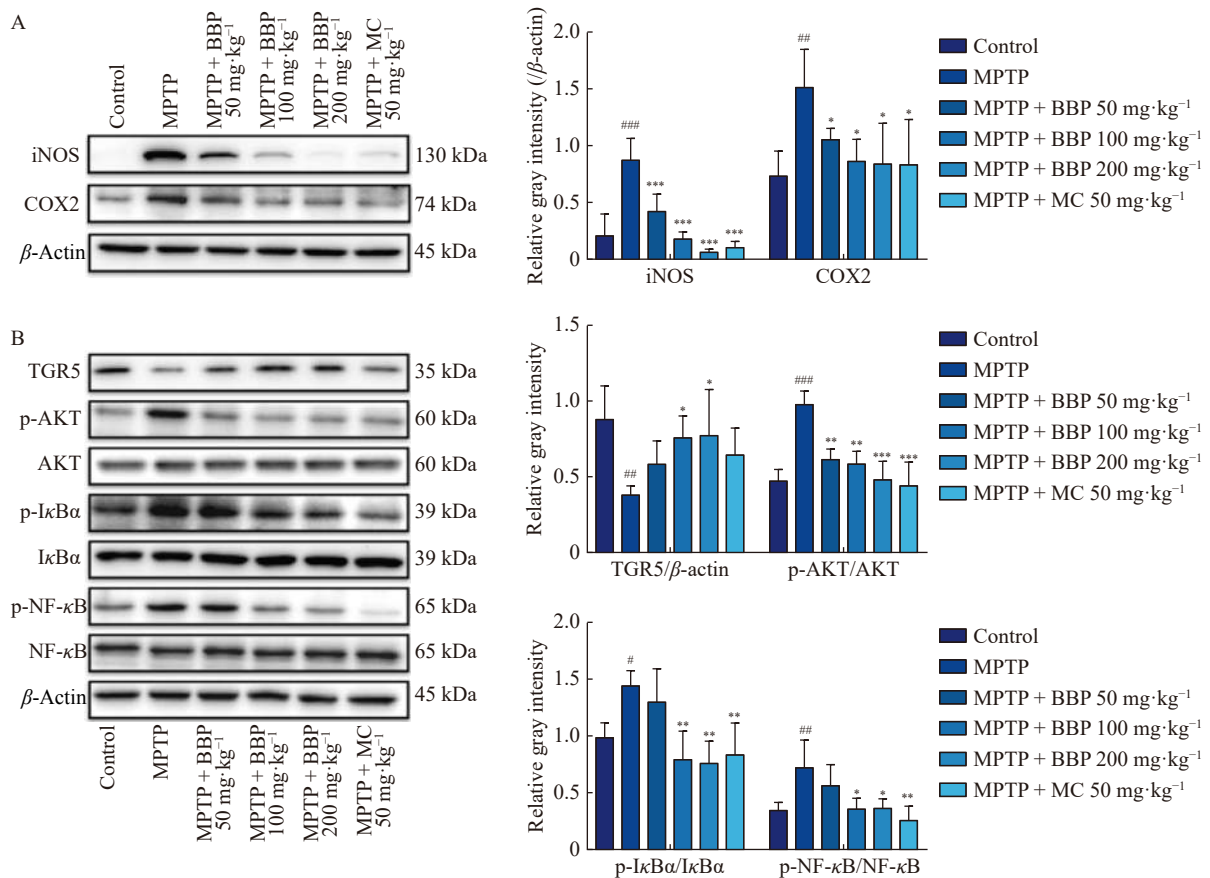 A
Control
MPTP
MPTP + BBP
50 mg·kg⁻¹
MPTP + BBP
100 mg·kg⁻¹
MPTP + BBP
200 mg·kg⁻¹
MPTP + MC
50 mg·kg⁻¹
iNOS
130 kDa
COX2
74 kDa
β-Actin
45 kDa
Relative gray intensity (/β-actin)
2.0
1.5
1.0
0.5
0
###
***
***
***
***
##
*
*
*
*
iNOS
COX2
Control
MPTP
MPTP + BBP 50 mg·kg⁻¹
MPTP + BBP 100 mg·kg⁻¹
MPTP + BBP 200 mg·kg⁻¹
MPTP + MC 50 mg·kg⁻¹
B
TGR5
35 kDa
p-AKT
60 kDa
AKT
60 kDa
p-IκBα
39 kDa
IκBα
39 kDa
p-NF-κB
65 kDa
NF-κB
65 kDa
β-Actin
45 kDa
Control
MPTP
MPTP + BBP
50 mg·kg⁻¹
MPTP + BBP
100 mg·kg⁻¹
MPTP + BBP
200 mg·kg⁻¹
MPTP + MC
50 mg·kg⁻¹
Relative gray intensity
1.5
1.0
0.5
0
##
*
*
###
**
**
***
***
TGR5/β-actin
p-AKT/AKT
Control
MPTP
MPTP + BBP 50 mg·kg⁻¹
MPTP + BBP 100 mg·kg⁻¹
MPTP + BBP 200 mg·kg⁻¹
MPTP + MC 50 mg·kg⁻¹
Relative gray intensity
2.0
1.5
1.0
0.5
0
#
**
**
**
##
*
*
**
p-IκBα/IκBα
p-NF-κB/NF-κB
Control
MPTP
MPTP + BBP 50 mg·kg⁻¹
MPTP + BBP 100 mg·kg⁻¹
MPTP + BBP 200 mg·kg⁻¹
MPTP + MC 50 mg·kg⁻¹